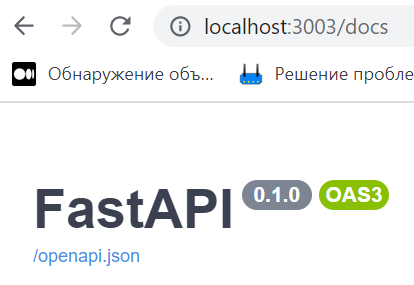 localhost:3003/docs
Обнаружение объ... Решение пробле
FastAPI 0.1.0 OAS3
/openapi.json